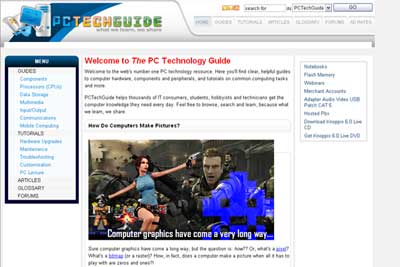 PCTECHGUIDE
what we learn, we share
search for
in
PCTechGuide
GO
HOME GUIDES TUTORIALS ARTICLES GLOSSARY FORUMS AD RATES
MENU
GUIDES
Components
Processors (CPUs)
Data Storage
Multimedia
Input/Output
Communications
Mobile Computing
TUTORIALS
Hardware Upgrades
Maintenance
Troubleshooting
Customisation
PC Leisure
ARTICLES
GLOSSARY
FORUMS
Welcome to The PC Technology Guide
Welcome to the web's number one PC technology resource. Here you'll find clear, helpful guides
to computer hardware, components and peripherals, and tutorials on common computing tasks
and more.
PCTechGuide helps thousands of IT consumers, students, hobbyists and technicians get the
computer knowledge they need every day. Feel free to browse, search and learn, because what
we learn, we share.
How Do Computers Make Pictures?
Computer graphics have come a very long way...
Sure computer graphics have come a long way, but the question is: how?? Or, what's a pixel?
What's a bitmap (or a raster)? How, in fact, does a computer make a picture when all it has to
play with are zeros and ones?!
Notebooks
Flash Memory
Webinars
Merchant Accounts
Adapter Audio Video USB
Patch CAT 5
Hosted Pbx
Download Knoppix 6.0 Live
CD
Get Knoppix 6.0 Live DVD